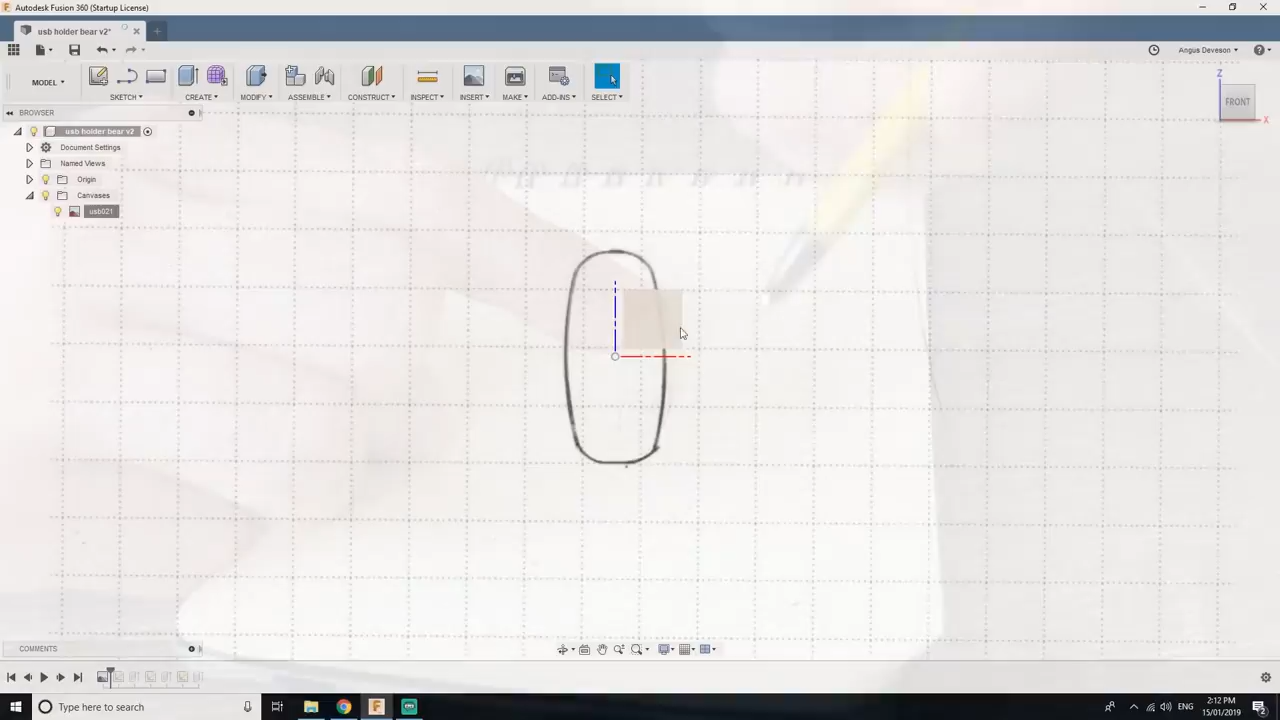 Autodesk Fusion 360 (Startup License)
usb holder bear v2*
Angus Deveson
MODEL
SKETCH
CREATE
MODIFY
ASSEMBLE
CONSTRUCT
INSPECT
INSERT
MAKE
ADD-INS
SELECT
Z
FRONT
X
BROWSER
usb holder bear v2
Document Settings
Named Views
Origin
Canvases
usb021
COMMENTS
Type here to search
ENG
2:12 PM
15/01/2019
2